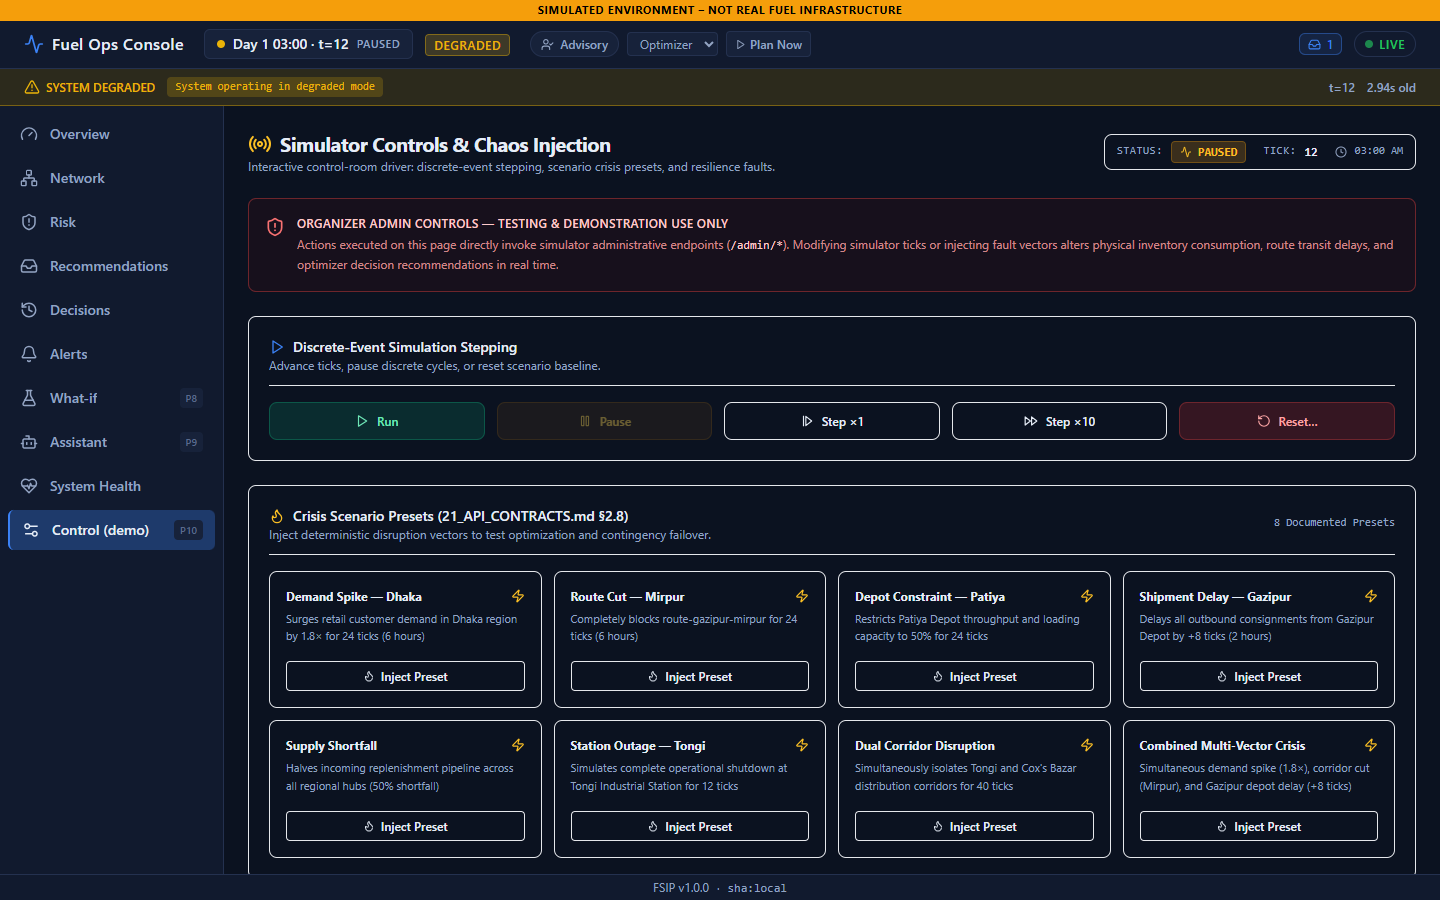 SIMULATED ENVIRONMENT – NOT REAL FUEL INFRASTRUCTURE
Fuel Ops Console
Day 1 03:00 · t=12 PAUSED
DEGRADED
Advisory
Optimizer
Plan Now
1
LIVE
SYSTEM DEGRADED
System operating in degraded mode
t=12 2.94s old
Overview
Network
Risk
Recommendations
Decisions
Alerts
What-if P8
Assistant P9
System Health
Control (demo) P10
Simulator Controls & Chaos Injection
Interactive control-room driver: discrete-event stepping, scenario crisis presets, and resilience faults.
STATUS: PAUSED TICK: 12 03:00 AM
ORGANIZER ADMIN CONTROLS — TESTING & DEMONSTRATION USE ONLY
Actions executed on this page directly invoke simulator administrative endpoints (/admin/*). Modifying simulator ticks or injecting fault vectors alters physical inventory consumption, route transit delays, and
optimizer decision recommendations in real time.
Discrete-Event Simulation Stepping
Advance ticks, pause discrete cycles, or reset scenario baseline.
Run
Pause
Step ×1
Step ×10
Reset...
Crisis Scenario Presets (21_API_CONTRACTS.md §2.8)
Inject deterministic disruption vectors to test optimization and contingency failover.
8 Documented Presets
Demand Spike — Dhaka
Surges retail customer demand in Dhaka region
by 1.8× for 24 ticks (6 hours)
Inject Preset
Route Cut — Mirpur
Completely blocks route-gazipur-mirpur for 24
ticks (6 hours)
Inject Preset
Depot Constraint — Patiya
Restricts Patiya Depot throughput and loading
capacity to 50% for 24 ticks
Inject Preset
Shipment Delay — Gazipur
Delays all outbound consignments from Gazipur
Depot by +8 ticks (2 hours)
Inject Preset
Supply Shortfall
Halves incoming replenishment pipeline across
all regional hubs (50% shortfall)
Inject Preset
Station Outage — Tongi
Simulates complete operational shutdown at
Tongi Industrial Station for 12 ticks
Inject Preset
Dual Corridor Disruption
Simultaneously isolates Tongi and Cox's Bazar
distribution corridors for 40 ticks
Inject Preset
Combined Multi-Vector Crisis
Simultaneous demand spike (1.8×), corridor cut
(Mirpur), and Gazipur depot delay (+8 ticks)
Inject Preset
FSIP v1.0.0 · sha:local